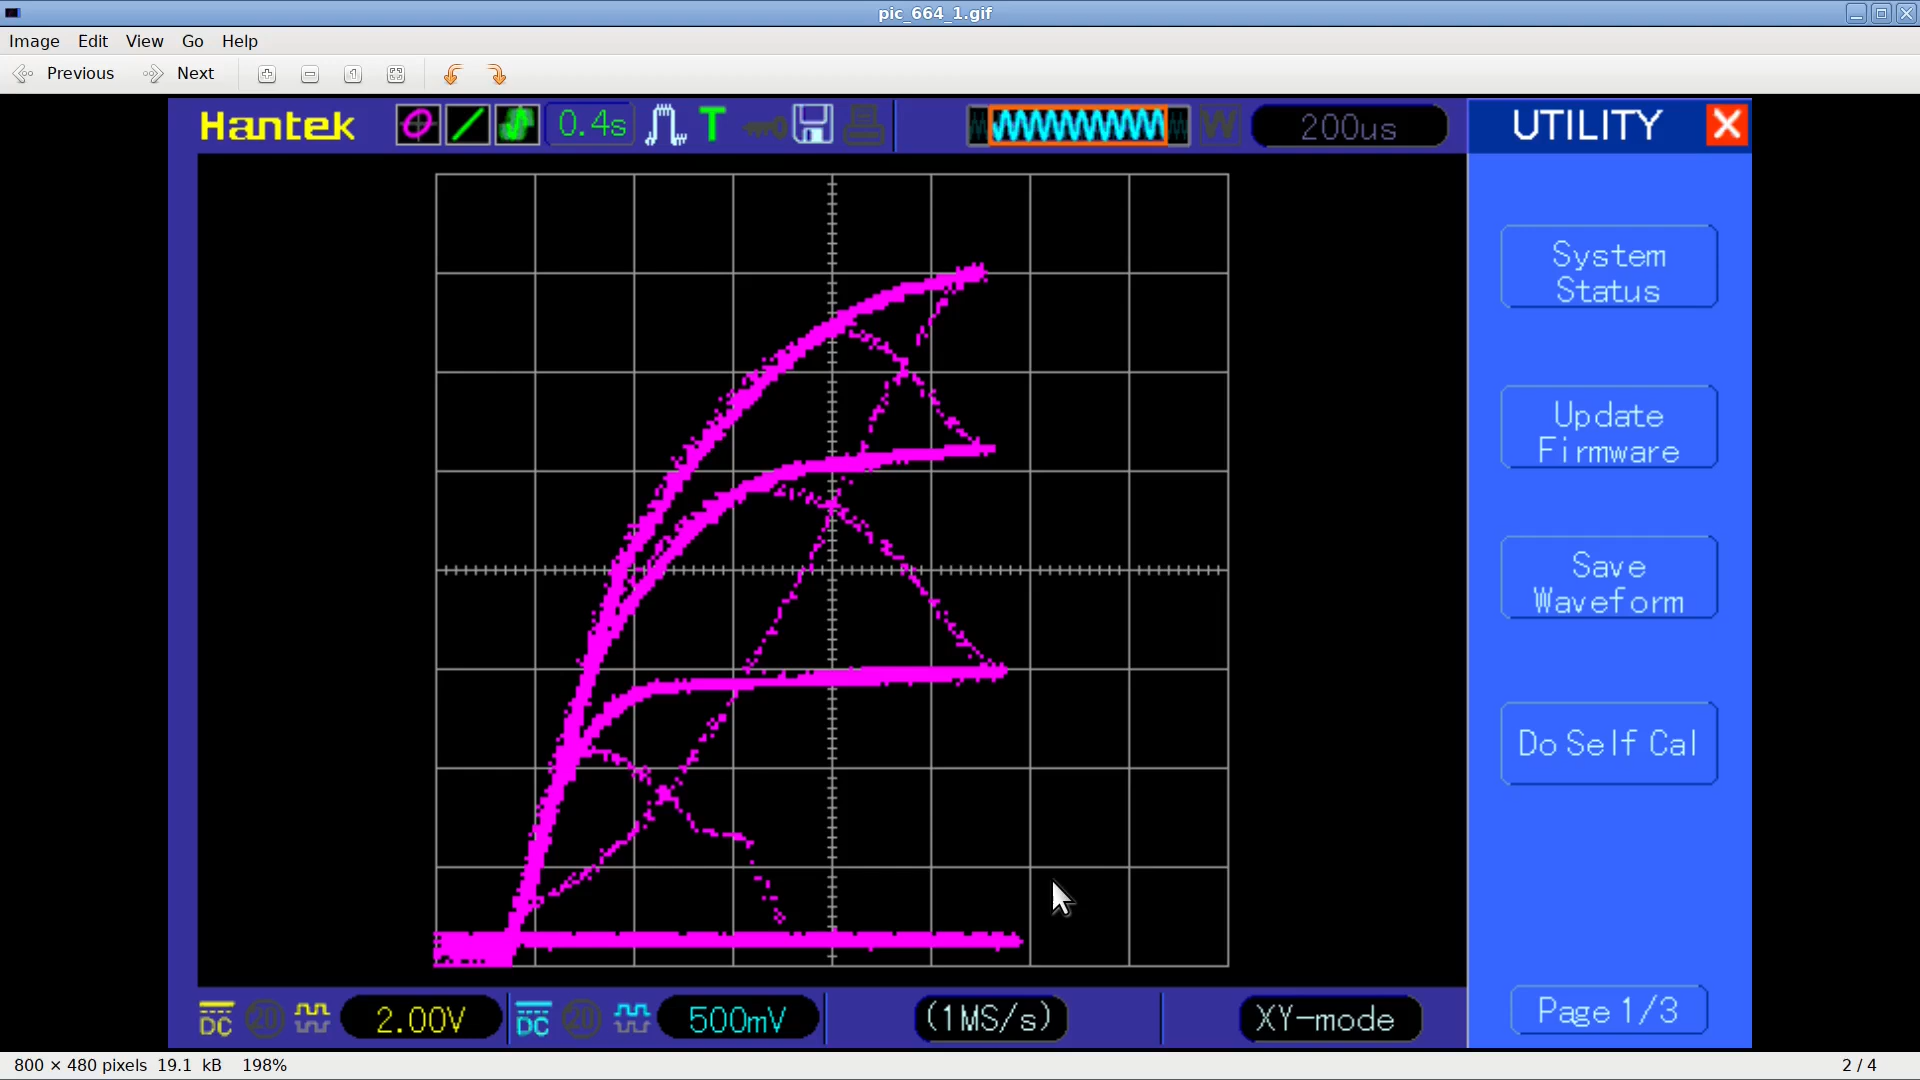 pic_664_1.gif
Image Edit View Go Help
Previous Next
Hantek 0.4s T W 200us UTILITY
System
Status
Update
Firmware
Save
Waveform
Do Self Cal
DC 20 2.00V DC 20 500mV (1MS/s) XY-mode Page 1/3
800 × 480 pixels 19.1 kB 198% 2 / 4